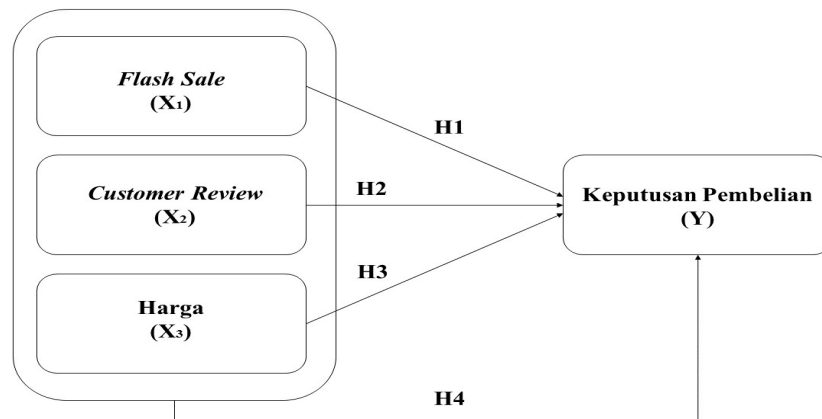 Flash Sale
(X₁)
H1
Customer Review
(X₂)
H2
Keputusan Pembelian
(Y)
H3
Harga
(X₃)
H4